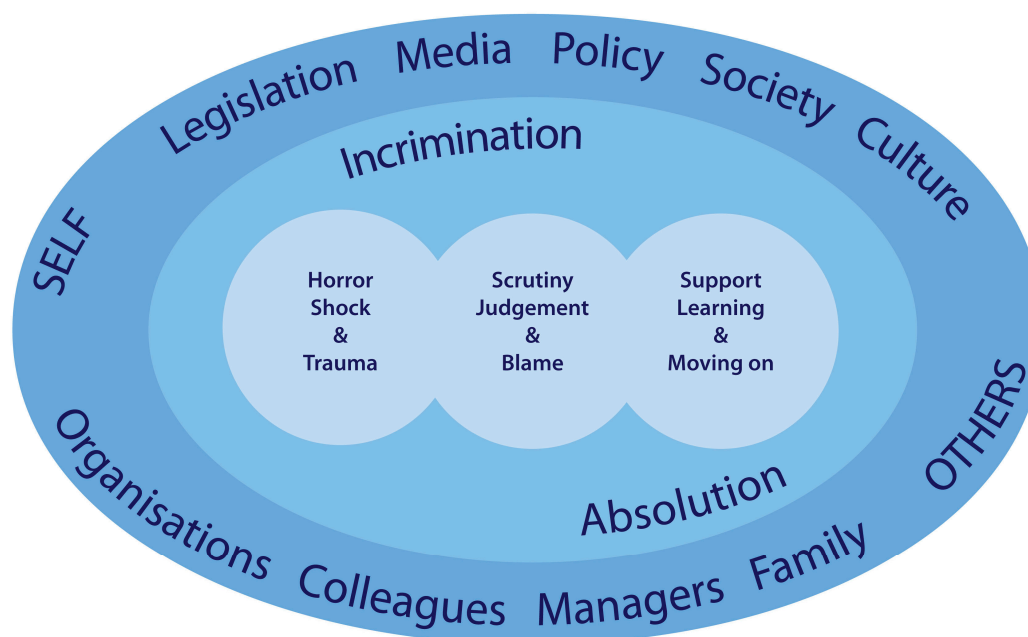 Legislation Media Policy Society Culture
SELF
Incrimination
Horror
Shock
&
Trauma
Scrutiny
Judgement
&
Blame
Support
Learning
&
Moving on
Absolution
OTHERS
Organisations Colleagues Managers Family